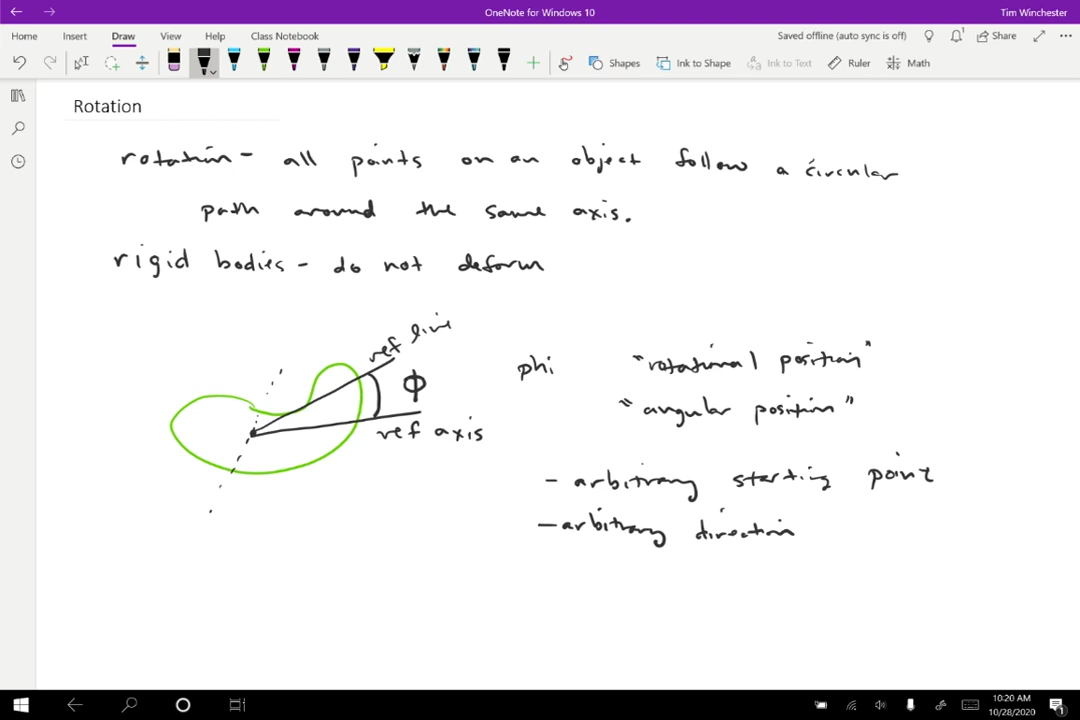 OneNote for Windows 10
Tim Winchester
Home Insert Draw View Help Class Notebook
Saved offline (auto sync is off)
Share
Shapes
Ink to Shape
Ink to Text
Ruler
Math
Rotation
rotation - all points on an object follow a circular
path around the same axis.
rigid bodies - do not deform
ref line
ϕ
ref axis
phi
"rotational position"
"angular position"
- arbitrary starting point
- arbitrary direction
10:20 AM
10/28/2020
1